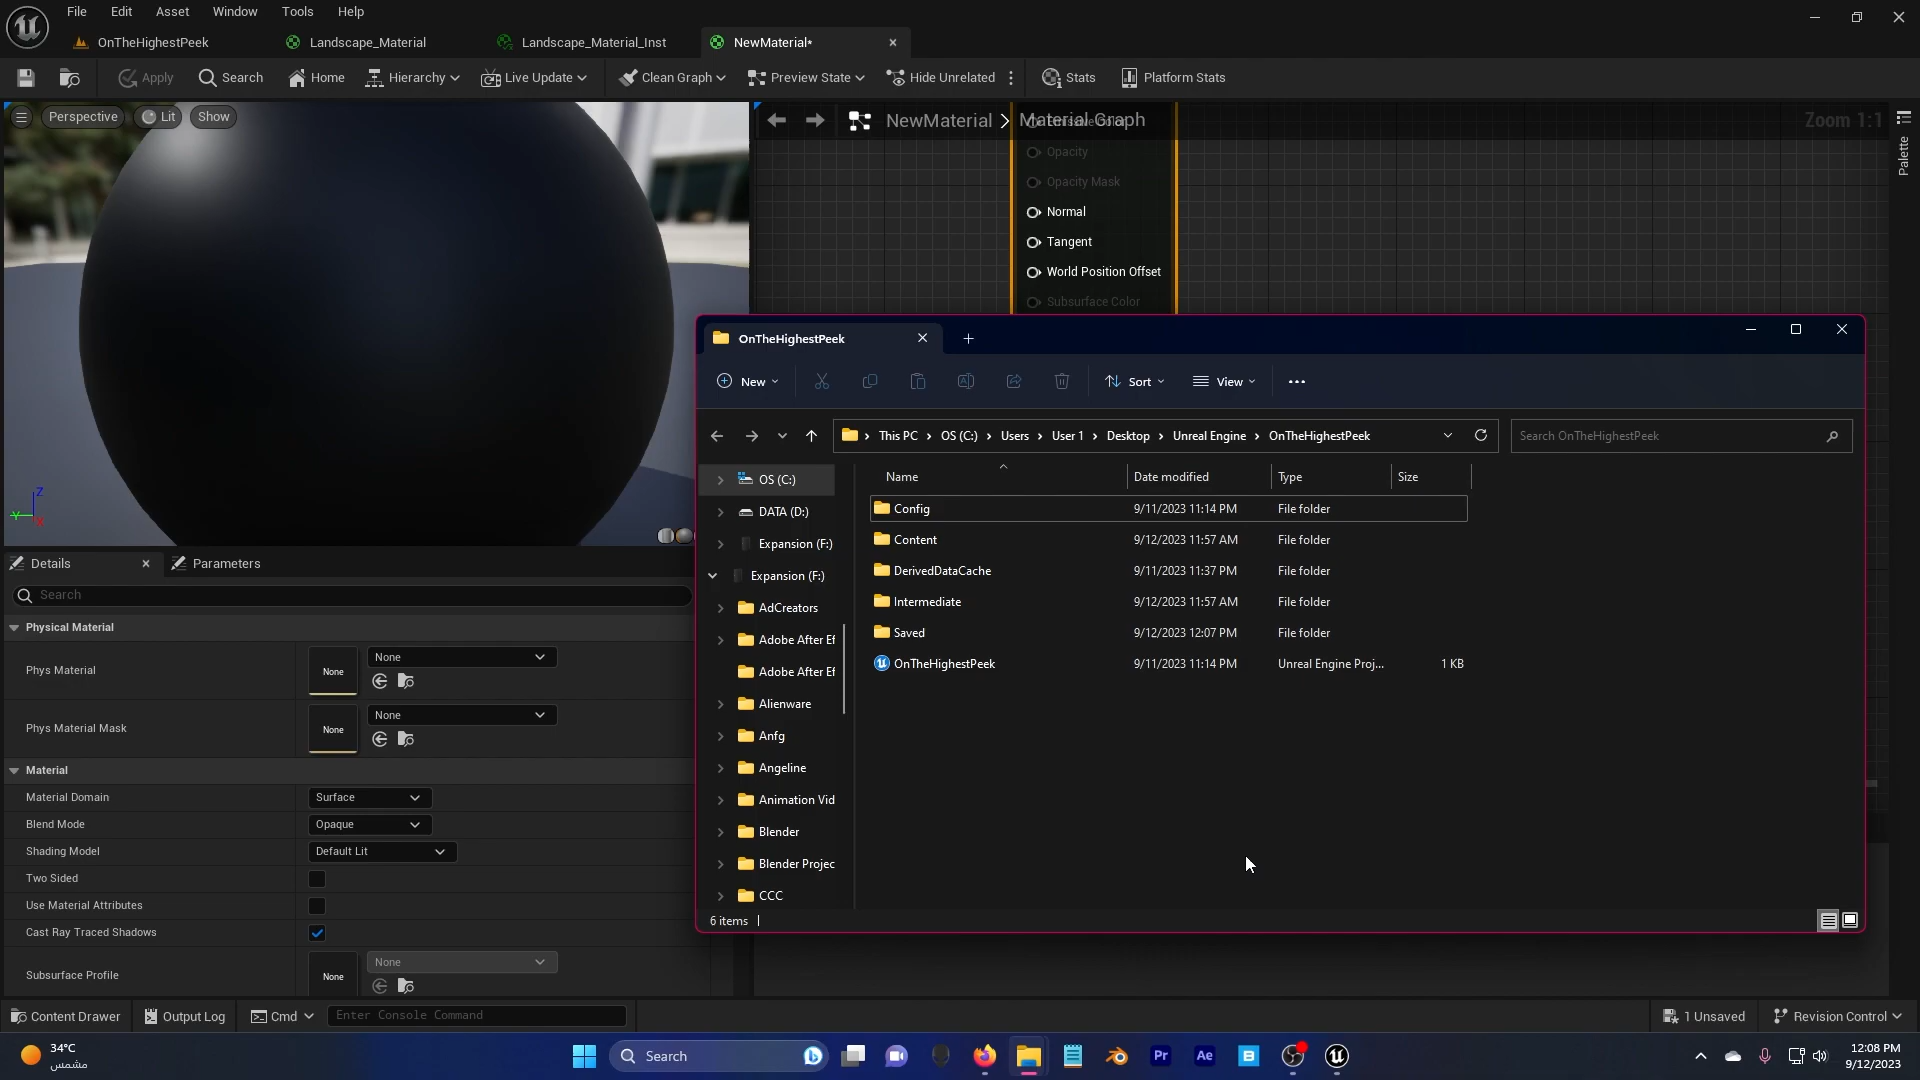 File Edit Asset Window Tools Help
OnTheHighestPeek Landscape_Material Landscape_Material_Inst NewMaterial*
Apply Search Home Hierarchy Live Update Clean Graph Preview State Hide Unrelated Stats Platform Stats
Perspective Lit Show
NewMaterial Material Graph Zoom 1:1
Palette
Opacity
Opacity Mask
Normal
Tangent
World Position Offset
Subsurface Color
Z
Y
X
OnTheHighestPeek
New Sort View
This PC OS (C:) Users User 1 Desktop Unreal Engine OnTheHighestPeek Search OnTheHighestPeek
OS (C:)
DATA (D:)
Expansion (F:)
Expansion (F:)
AdCreators
Adobe After Ef
Adobe After Ef
Alienware
Anfg
Angeline
Animation Vid
Blender
Blender Projec
CCC
Name Date modified Type Size
Config 9/11/2023 11:14 PM File folder
Content 9/12/2023 11:57 AM File folder
DerivedDataCache 9/11/2023 11:37 PM File folder
Intermediate 9/12/2023 11:57 AM File folder
Saved 9/12/2023 12:07 PM File folder
OnTheHighestPeek 9/11/2023 11:14 PM Unreal Engine Proj... 1 KB
6 items
Details Parameters
Search
Physical Material
Phys Material None None
Phys Material Mask None None
Material
Material Domain Surface
Blend Mode Opaque
Shading Model Default Lit
Two Sided
Use Material Attributes
Cast Ray Traced Shadows
Subsurface Profile None None
Content Drawer Output Log Cmd Enter Console Command 1 Unsaved Revision Control
34°C
مشمس
Search
Pr Ae
12:08 PM
9/12/2023